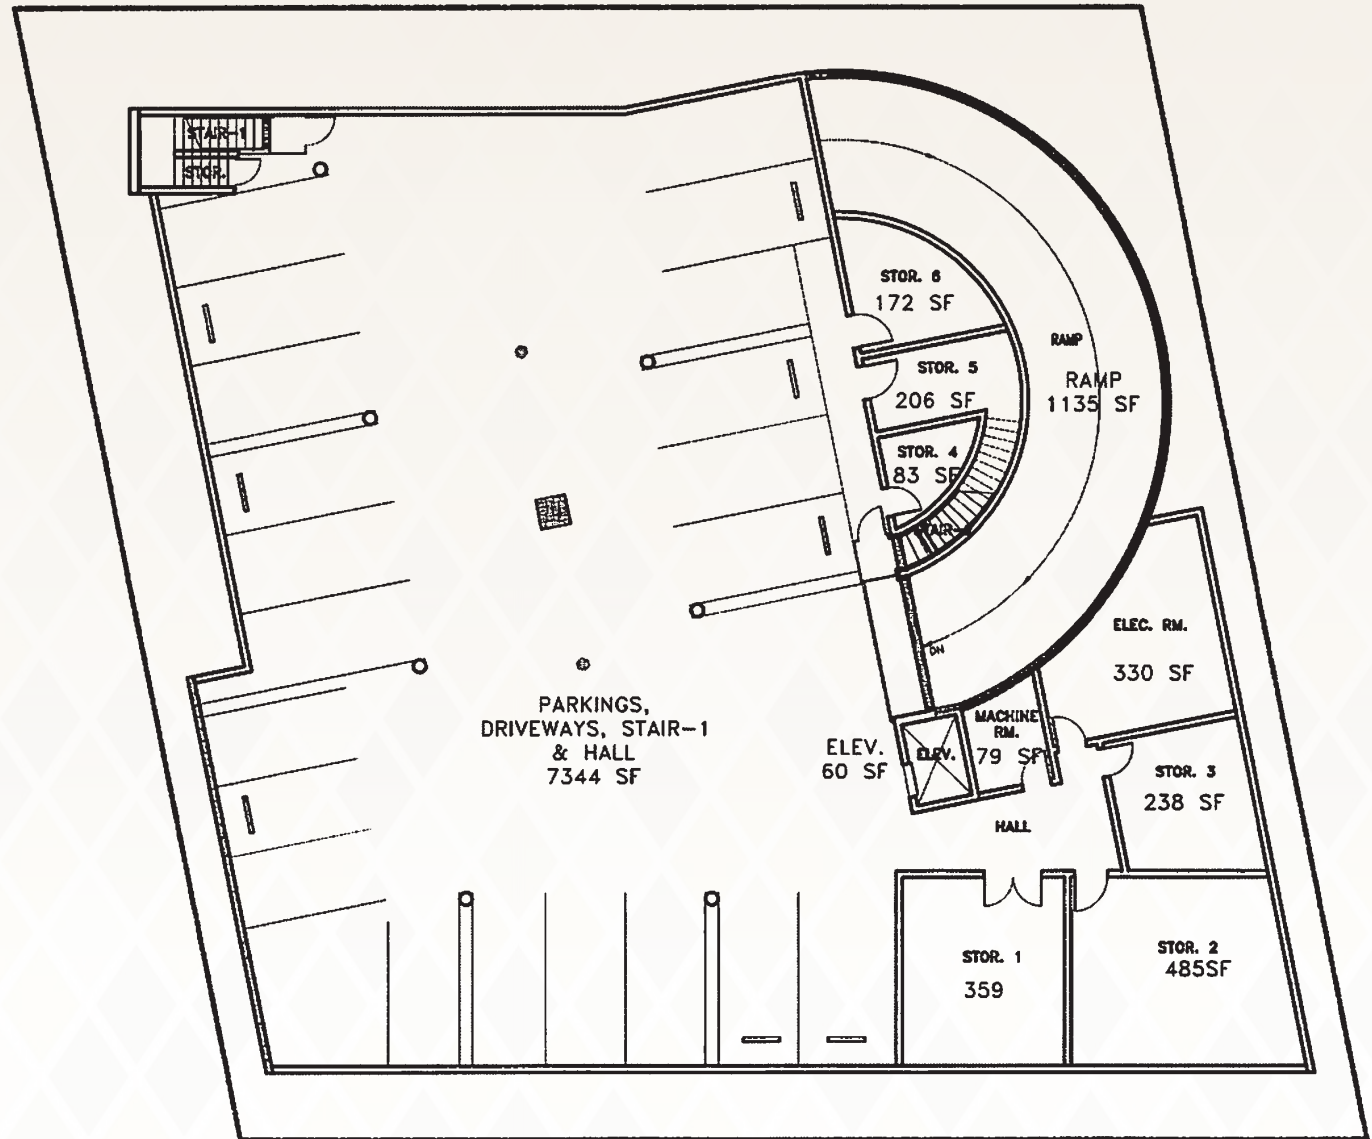 STAIR-1
STOR.
STOR. 6
172 SF
RAMP
STOR. 5
RAMP
206 SF
1135 SF
STOR. 4
83 SF
ELEC. RM.
DN
330 SF
PARKINGS,
DRIVEWAYS, STAIR-1
& HALL
7344 SF
MACHINE
RM.
79 SF
ELEV.
60 SF
ELEV.
STOR. 3
238 SF
HALL
STOR. 1
359
STOR. 2
485SF